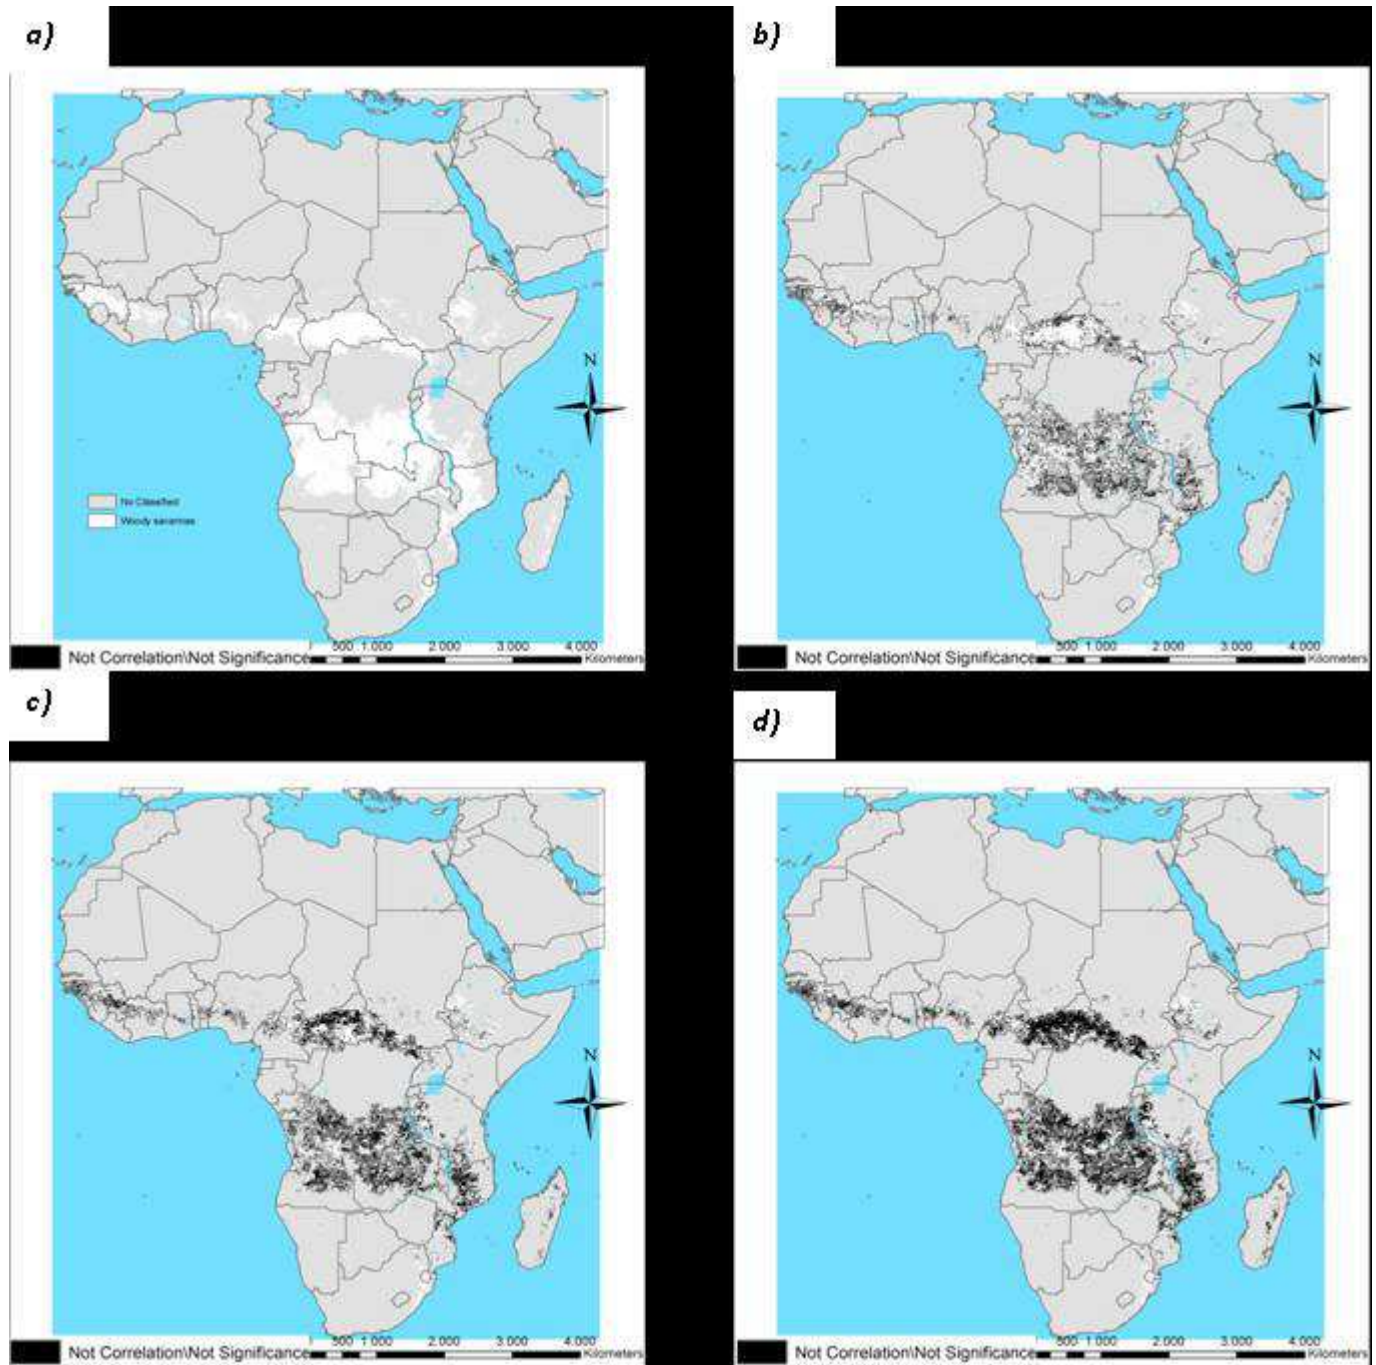 a)
b)
N
No Classified
Woody savannas
500 1 000 2 000 3 000 4 000
Not Correlation\Not Significance Kilometers
N
500 1 000 2 000 3 000 4 000
Not Correlation\Not Significance Kilometers
c)
d)
N
500 1 000 2 000 3 000 4 000
Not Correlation\Not Significance Kilometers
N
500 1 000 2 000 3 000 4 000
Not Correlation\Not Significance Kilometers